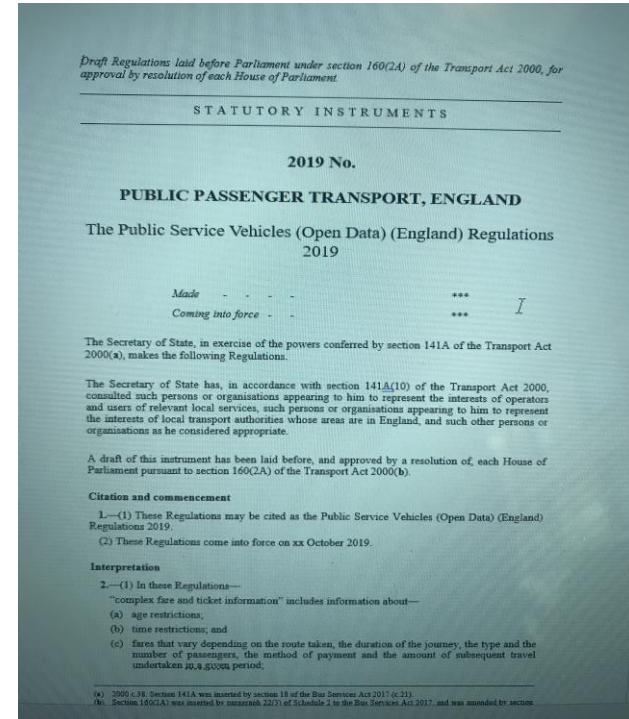 Draft Regulations laid before Parliament under section 160(2A) of the Transport Act 2000, for
approval by resolution of each House of Parliament
STATUTORY INSTRUMENTS
2019 No.
PUBLIC PASSENGER TRANSPORT, ENGLAND
The Public Service Vehicles (Open Data) (England) Regulations
2019
Made - - - - ***
Coming into force - - ***
The Secretary of State, in exercise of the powers conferred by section 141A of the Transport Act
2000(a), makes the following Regulations.
The Secretary of State has, in accordance with section 141A(10) of the Transport Act 2000,
consulted such persons or organisations appearing to him to represent the interests of operators
and users of relevant local services, such persons or organisations appearing to him to represent
the interests of local transport authorities whose areas are in England, and such other persons or
organisations as he considered appropriate.
A draft of this instrument has been laid before, and approved by a resolution of, each House of
Parliament pursuant to section 160(2A) of the Transport Act 2000(b).
Citation and commencement
1.—(1) These Regulations may be cited as the Public Service Vehicles (Open Data) (England)
Regulations 2019.
(2) These Regulations come into force on xx October 2019.
Interpretation
2.—(1) In these Regulations—
"complex fare and ticket information" includes information about—
(a) age restrictions;
(b) time restrictions; and
(c) fares that vary depending on the route taken, the duration of the journey, the type and the
number of passengers, the method of payment and the amount of subsequent travel
undertaken in a given period;
(a) 2000 c.38. Section 141A was inserted by section 18 of the Bus Services Act 2017 (c.21).
(b) Section 160(2A) was inserted by paragraph 22(3) of Schedule 2 to the Bus Services Act 2017, and was amended by section